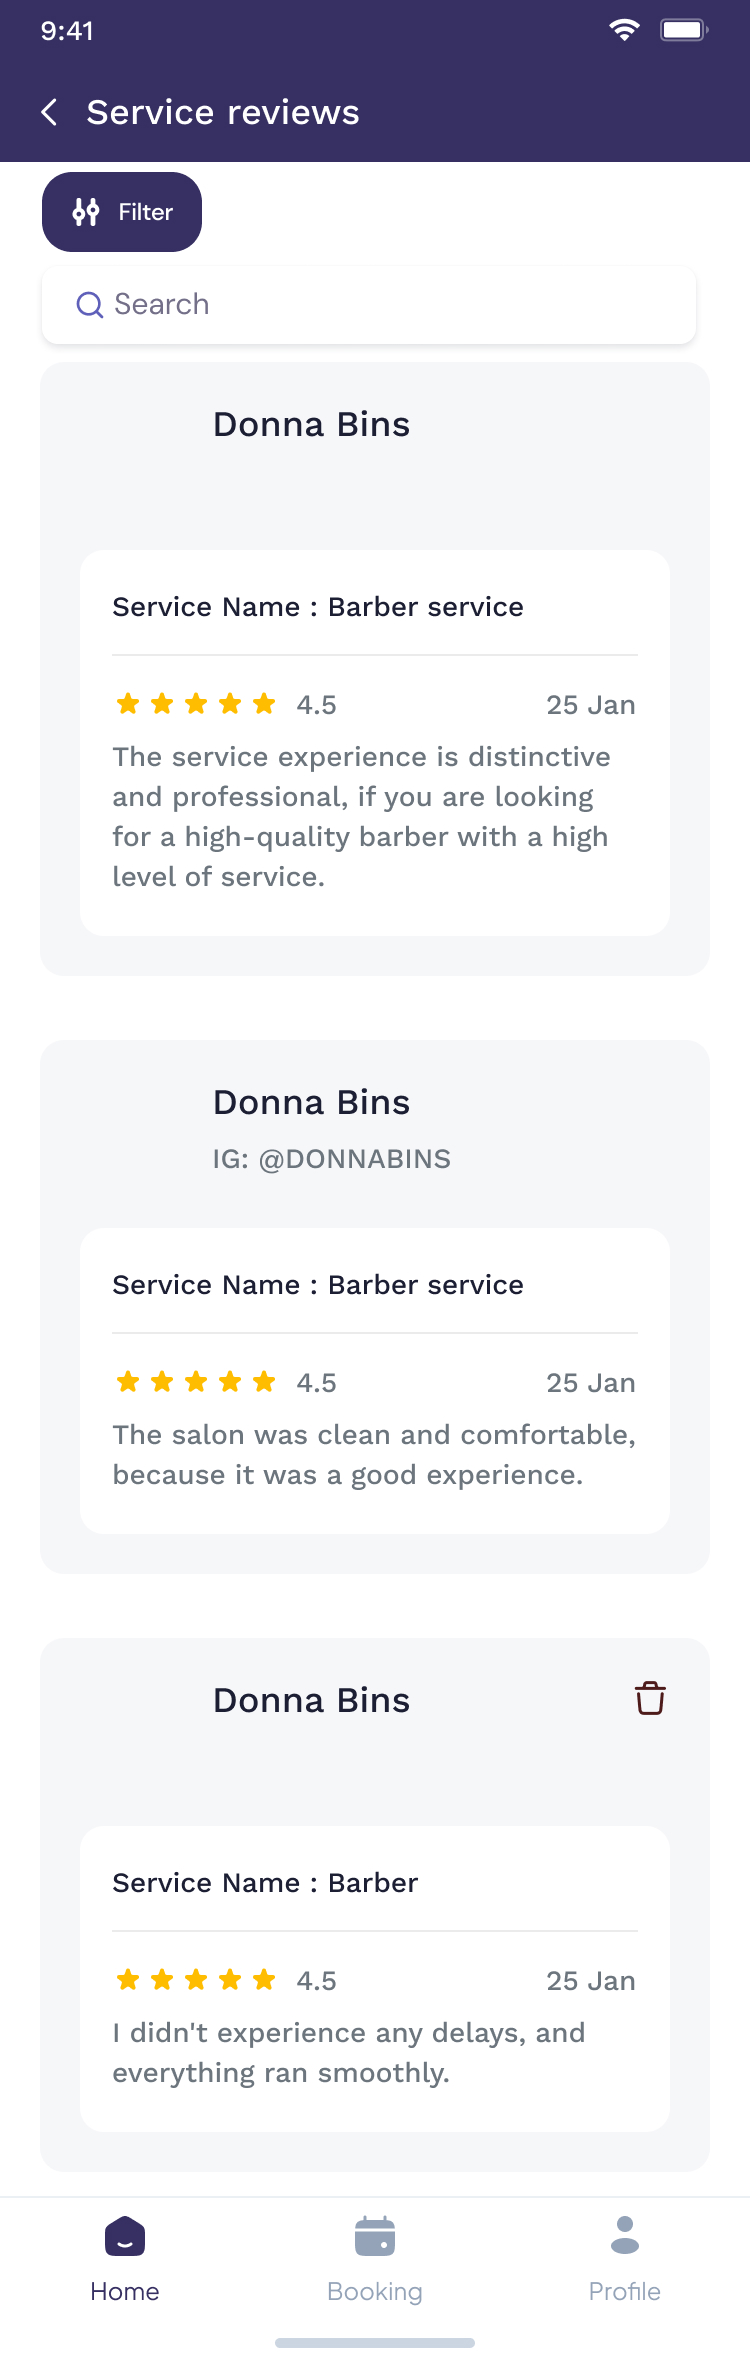 9:41
Service reviews
Filter
Search
Donna Bins
Service Name : Barber service
4.5 25 Jan
The service experience is distinctive
and professional, if you are looking
for a high-quality barber with a high
level of service.
Donna Bins
IG: @DONNABINS
Service Name : Barber service
4.5 25 Jan
The salon was clean and comfortable,
because it was a good experience.
Donna Bins
Service Name : Barber
4.5 25 Jan
I didn't experience any delays, and
everything ran smoothly.
Home Booking Profile